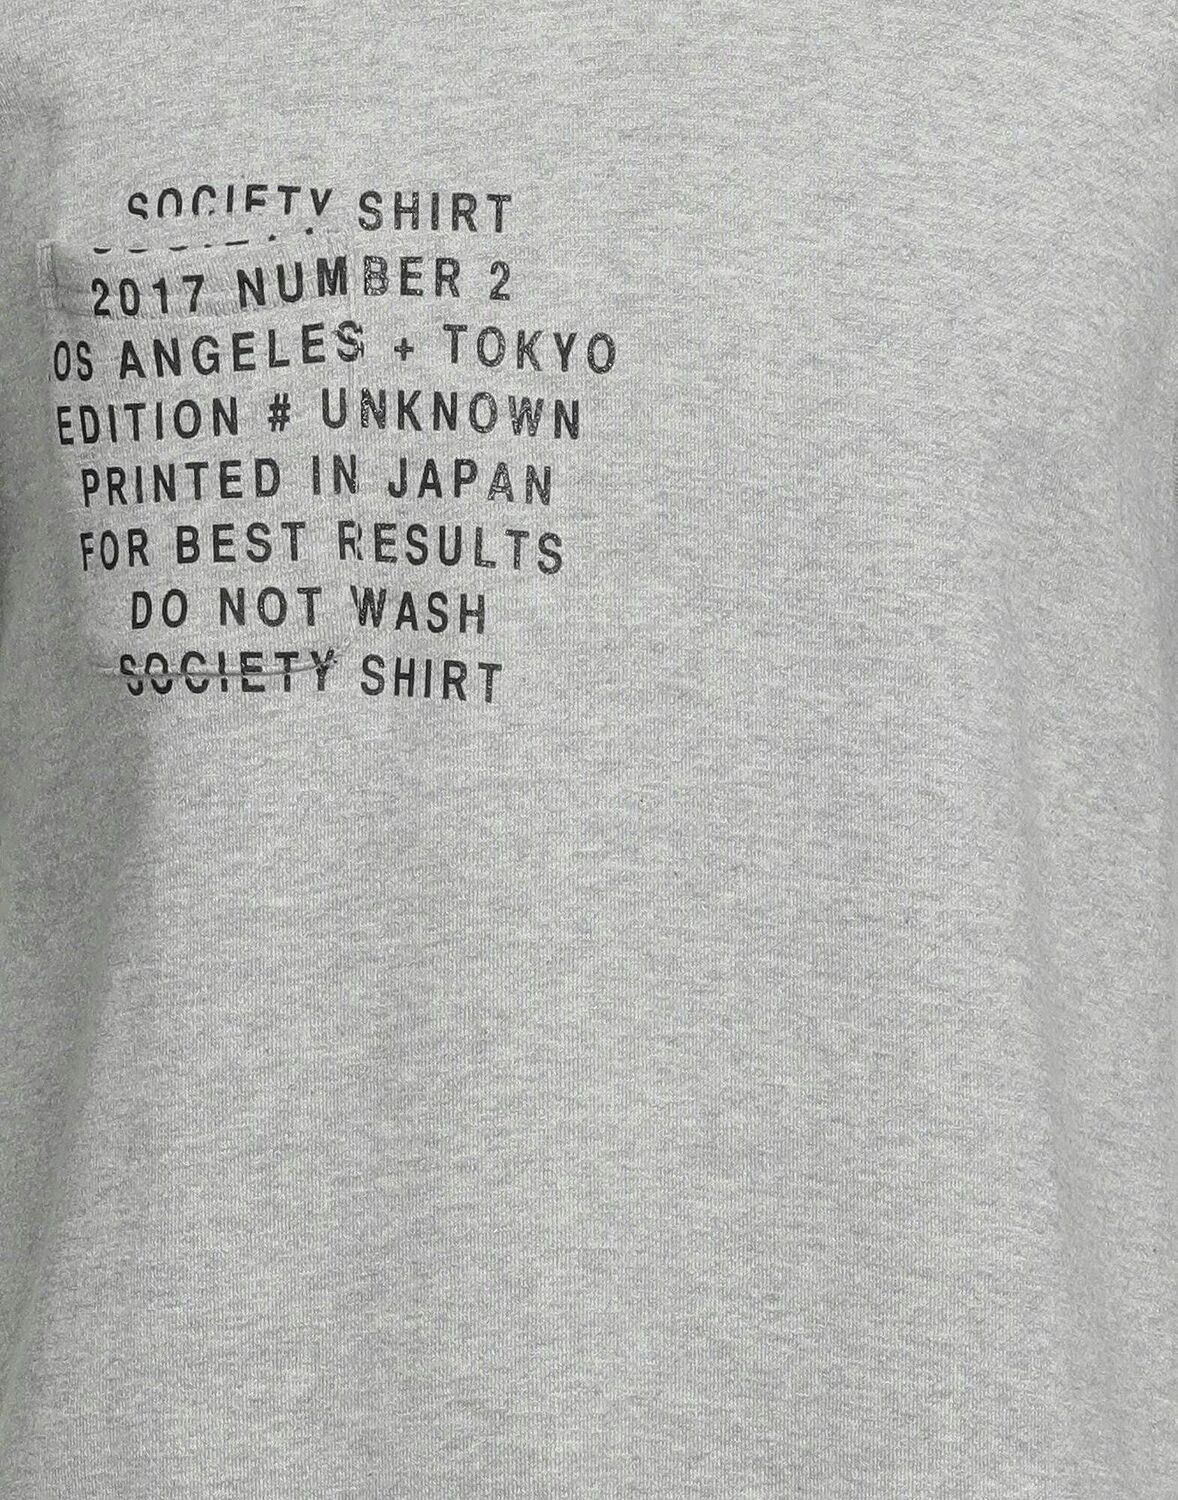 SOCIETY SHIRT
2017 NUMBER 2
OS ANGELES + TOKYO
EDITION # UNKNOWN
PRINTED IN JAPAN
FOR BEST RESULTS
DO NOT WASH
SOCIETY SHIRT